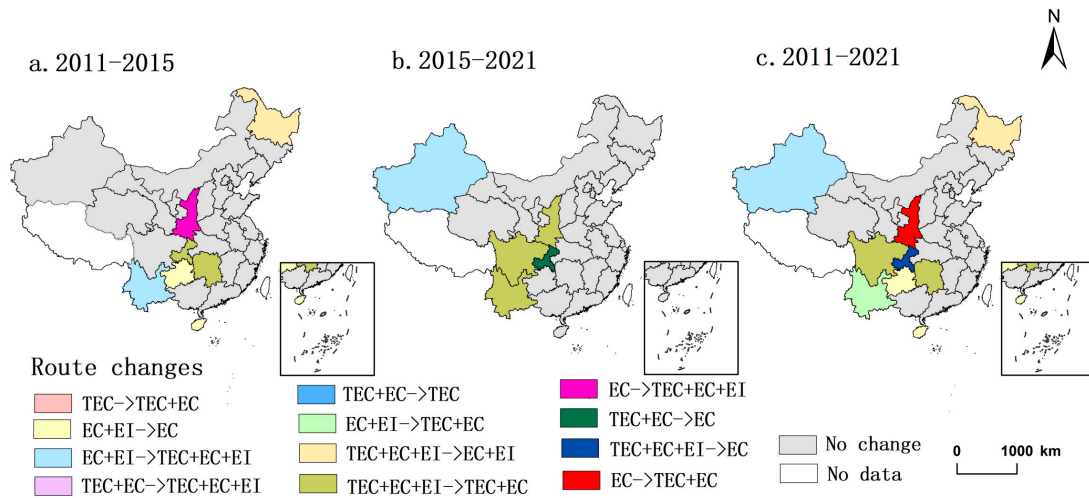 N
a. 2011-2015
b. 2015-2021
c. 2011-2021
Route changes
TEC->TEC+EC
EC+EI->EC
EC+EI->TEC+EC+EI
TEC+EC->TEC+EC+EI
TEC+EC->TEC
EC+EI->TEC+EC
TEC+EC+EI->EC+EI
TEC+EC+EI->TEC+EC
EC->TEC+EC+EI
TEC+EC->EC
TEC+EC+EI->EC
EC->TEC+EC
No change
No data
0 1000 km